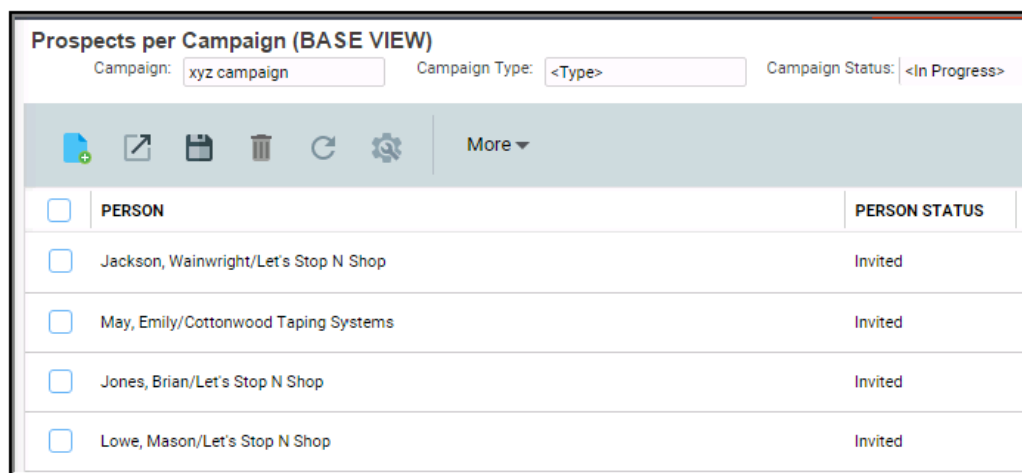 Prospects per Campaign (BASE VIEW)
Campaign: xyz campaign Campaign Type: <Type> Campaign Status: <In Progress>
More
PERSON PERSON STATUS
Jackson, Wainwright/Let's Stop N Shop Invited
May, Emily/Cottonwood Taping Systems Invited
Jones, Brian/Let's Stop N Shop Invited
Lowe, Mason/Let's Stop N Shop Invited